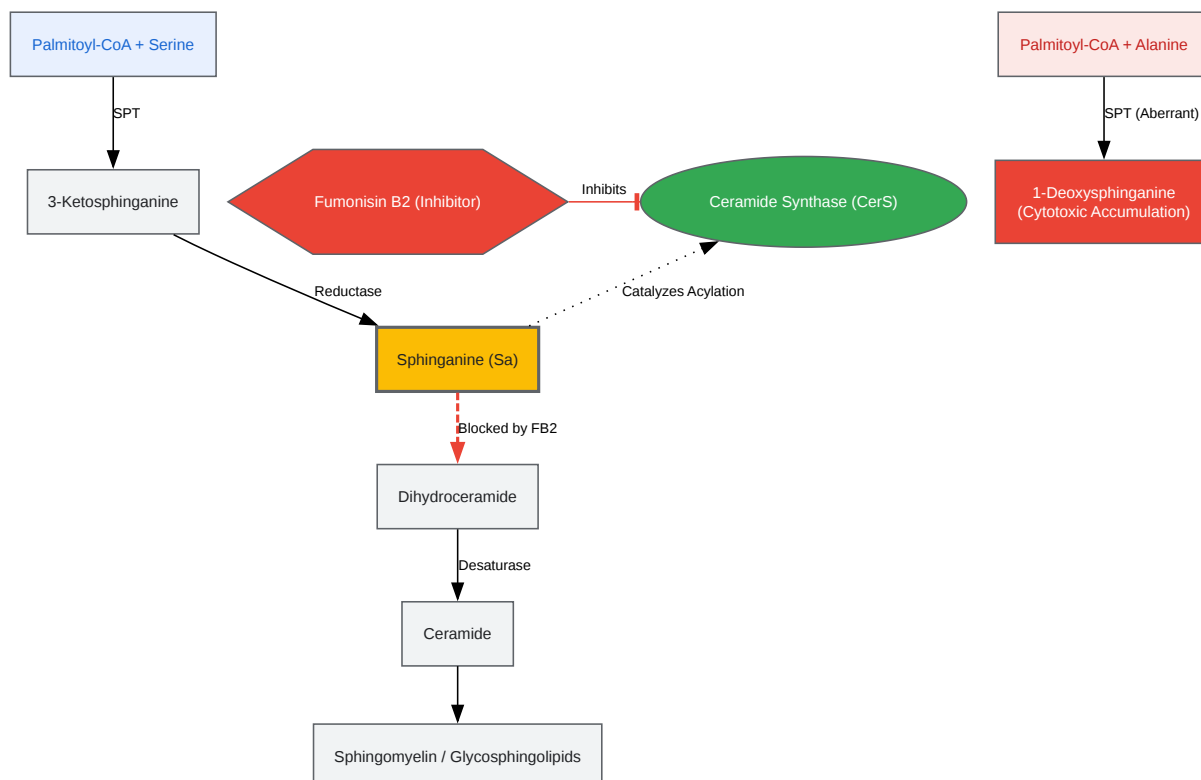 Palmitoyl-CoA + Serine
Palmitoyl-CoA + Alanine
SPT
SPT (Aberrant)
3-Ketosphinganine
Fumonisin B2 (Inhibitor)
Inhibits
Ceramide Synthase (CerS)
1-Deoxysphinganine
(Cytotoxic Accumulation)
Reductase
Catalyzes Acylation
Sphinganine (Sa)
Blocked by FB2
Dihydroceramide
Desaturase
Ceramide
Sphingomyelin / Glycosphingolipids